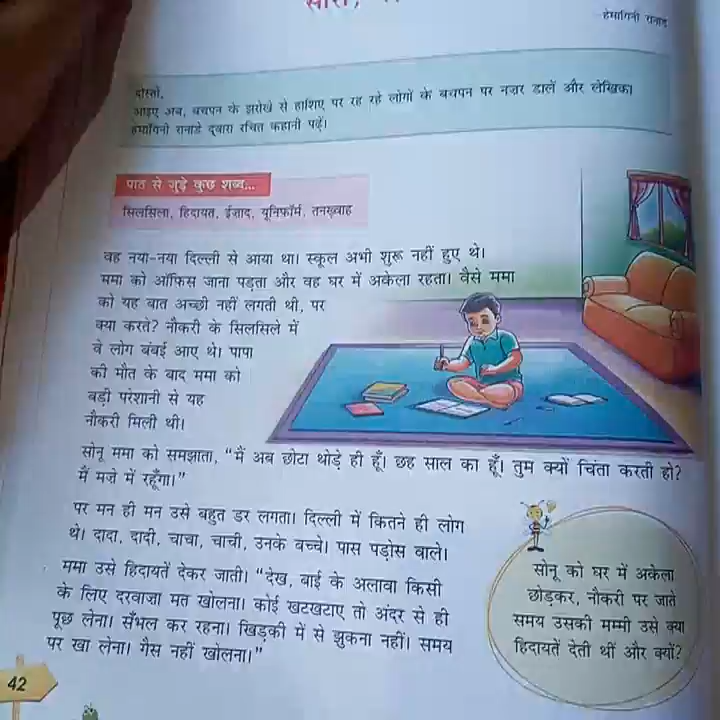 हेमांगिनी रानाडे
दोस्तो,
आइए अब, बचपन के झरोखे से हाशिए पर रह रहे लोगों के बचपन पर नज़र डालें और लेखिका
हेमांगिनी रानाडे द्वारा रचित कहानी पढ़ें।
पाठ से जुड़े कुछ शब्द...
सिलसिला, हिदायत, ईज़ाद, यूनिफ़ॉर्म, तनख़्वाह
वह नया-नया दिल्ली से आया था। स्कूल अभी शुरू नहीं हुए थे।
ममा को ऑफिस जाना पड़ता और वह घर में अकेला रहता। वैसे ममा
को यह बात अच्छी नहीं लगती थी, पर
क्या करते? नौकरी के सिलसिले में
वे लोग बंबई आए थे। पापा
की मौत के बाद ममा को
बड़ी परेशानी से यह
नौकरी मिली थी।
सोनू ममा को समझाता, “मैं अब छोटा थोड़े ही हूँ। छह साल का हूँ। तुम क्यों चिंता करती हो?
मैं मज़े में रहूँगा।”
पर मन ही मन उसे बहुत डर लगता। दिल्ली में कितने ही लोग
थे। दादा, दादी, चाचा, चाची, उनके बच्चे। पास पड़ोस वाले।
ममा उसे हिदायतें देकर जाती। “देख, बाई के अलावा किसी
के लिए दरवाज़ा मत खोलना। कोई खटखटाए तो अंदर से ही
पूछ लेना। सँभल कर रहना। खिड़की में से झुकना नहीं। समय
पर खा लेना। गैस नहीं खोलना।”
सोनू को घर में अकेला
छोड़कर, नौकरी पर जाते
समय उसकी मम्मी उसे क्या
हिदायतें देती थीं और क्यों?
42